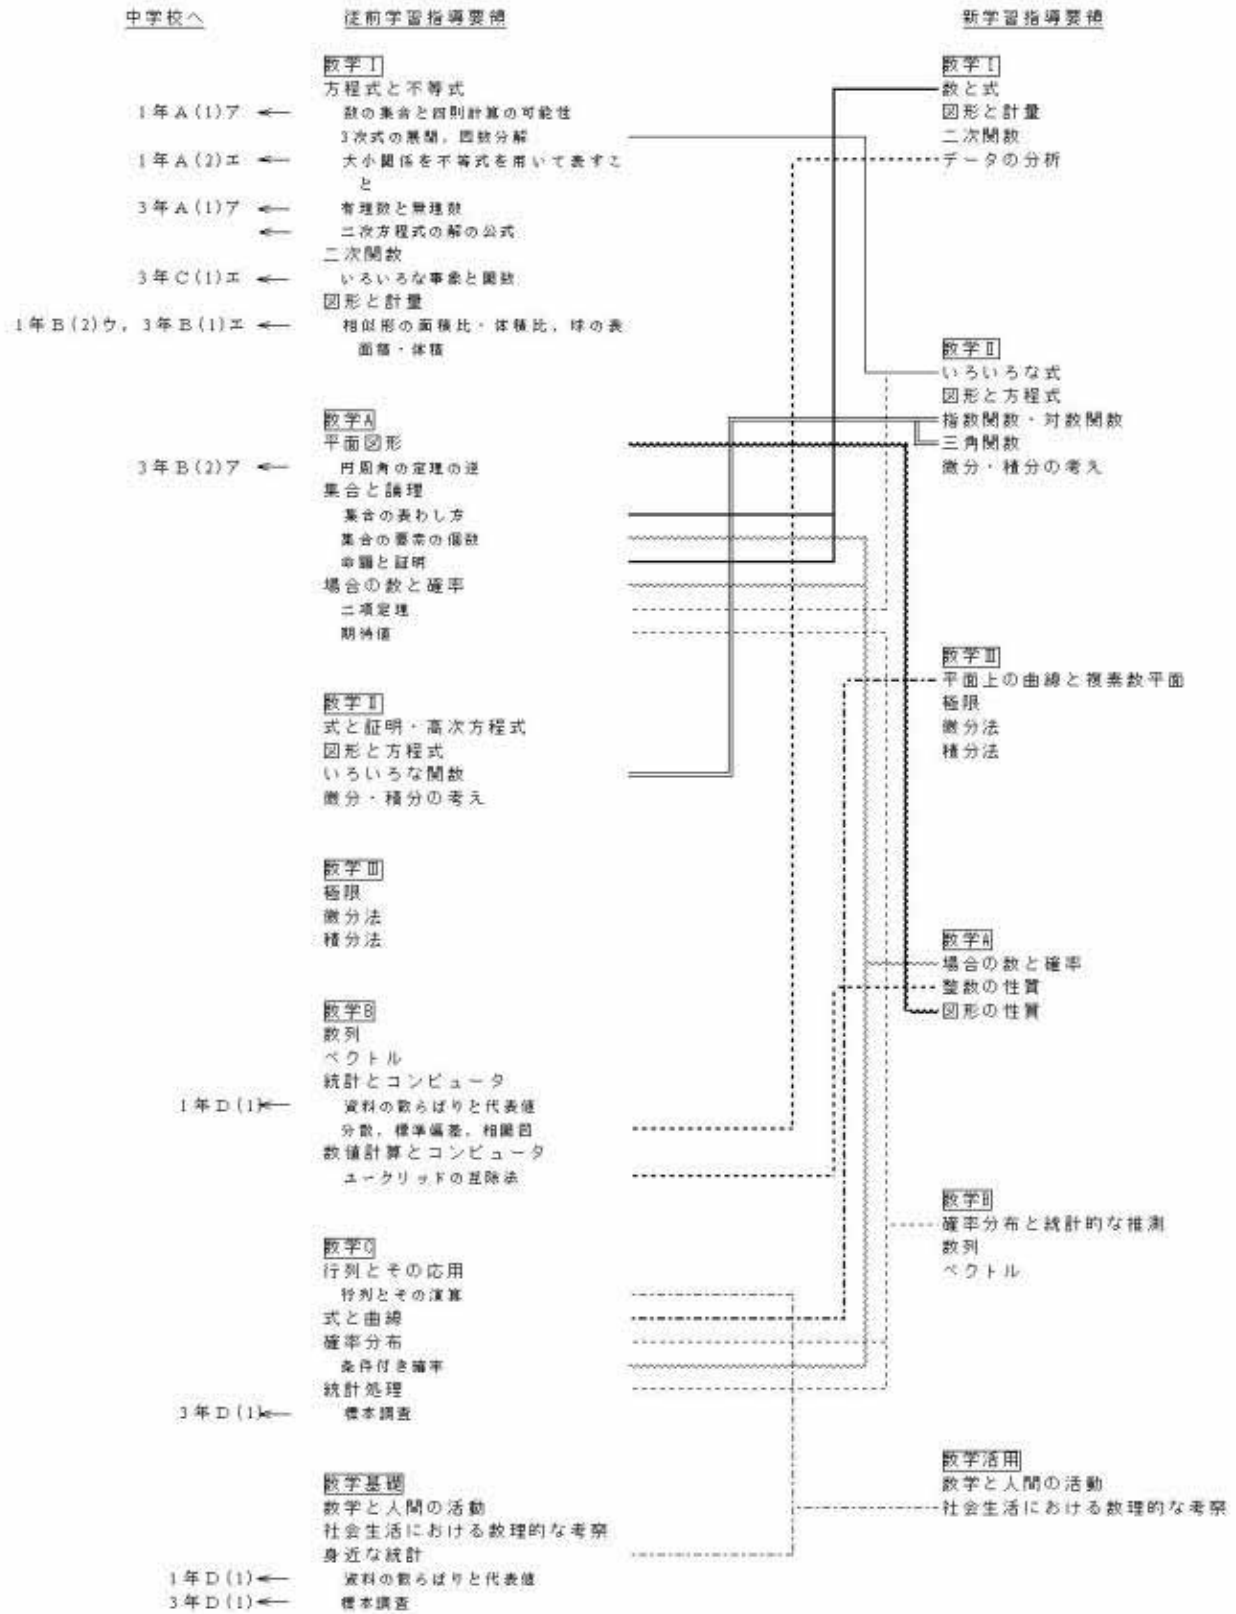 中学校へ 従前学習指導要領 新学習指導要領
数学Ⅰ 数学Ⅰ
方程式と不等式 数と式
1年A(1)ア 数の集合と四則計算の可能性 図形と計量
3次式の展開，因数分解 二次関数
1年A(2)エ 大小関係を不等式を用いて表すこ データの分析
と
3年A(1)ア 有理数と無理数
二次方程式の解の公式
二次関数
3年C(1)エ いろいろな事象と関数
図形と計量
1年B(2)ウ，3年B(1)エ 相似形の面積比・体積比，球の表
面積・体積 数学Ⅱ
いろいろな式
図形と方程式
数学A 指数関数・対数関数
平面図形 三角関数
3年B(2)ア 円周角の定理の逆 微分・積分の考え
集合と論理
集合の表わし方
集合の要素の個数
命題と証明
場合の数と確率
二項定理
期待値
数学Ⅲ
平面上の曲線と複素数平面
数学Ⅱ 極限
式と証明・高次方程式 微分法
図形と方程式 積分法
いろいろな関数
微分・積分の考え
数学Ⅲ
極限
微分法
積分法 数学A
場合の数と確率
整数の性質
数学B 図形の性質
数列
ベクトル
統計とコンピュータ
1年D(1) 資料の散らばりと代表値
分散，標準偏差，相関図
数値計算とコンピュータ
ユークリッドの互除法
数学B
確率分布と統計的な推測
数学C 数列
行列とその応用 ベクトル
行列とその演算
式と曲線
確率分布
条件付き確率
統計処理
3年D(1) 標本調査
数学活用
数学基礎 数学と人間の活動
数学と人間の活動 社会生活における数理的な考察
社会生活における数理的な考察
身近な統計
1年D(1) 資料の散らばりと代表値
3年D(1) 標本調査